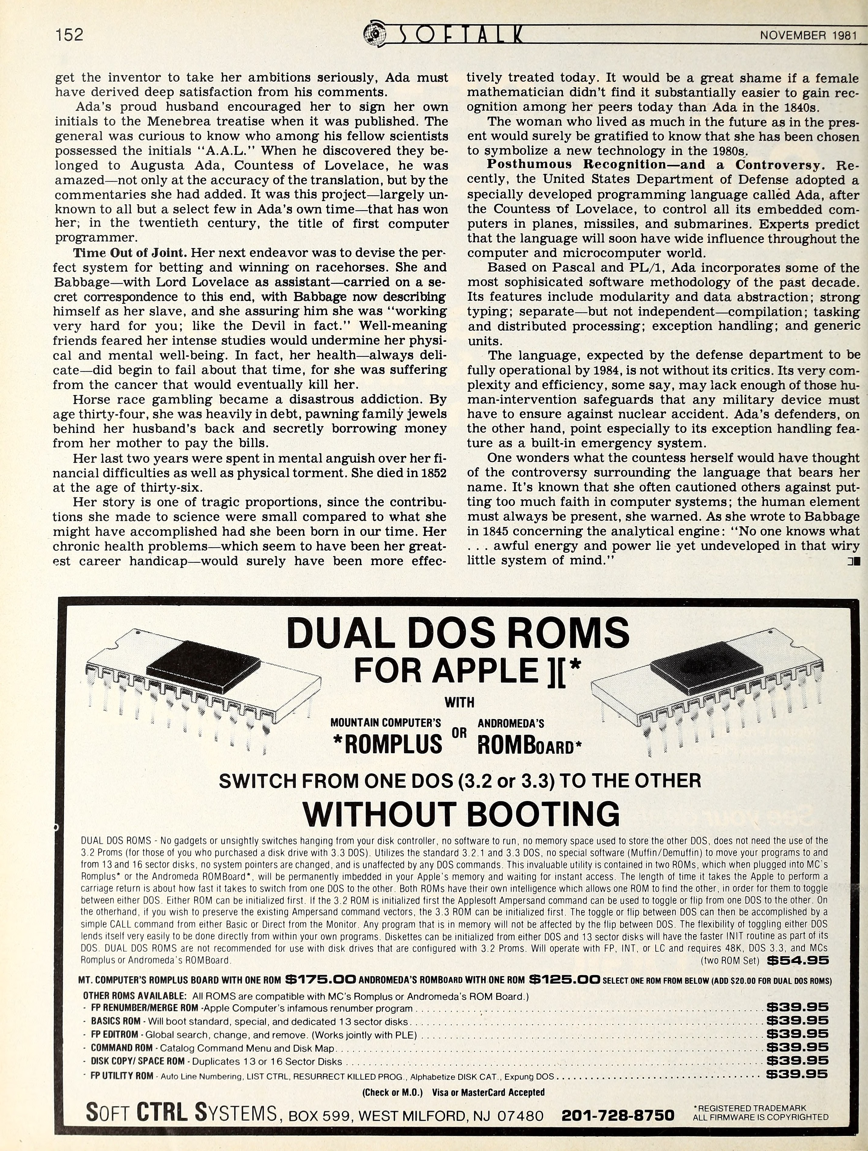 152
SOFTALK
NOVEMBER 1981
get the inventor to take her ambitions seriously, Ada must
have derived deep satisfaction from his comments.
Ada's proud husband encouraged her to sign her own
initials to the Menebrea treatise when it was published. The
general was curious to know who among his fellow scientists
possessed the initials "A.A.L." When he discovered they be-
longed to Augusta Ada, Countess of Lovelace, he was
amazed—not only at the accuracy of the translation, but by the
commentaries she had added. It was this project—largely un-
known to all but a select few in Ada's own time—that has won
her, in the twentieth century, the title of first computer
programmer.
Time Out of Joint. Her next endeavor was to devise the per-
fect system for betting and winning on racehorses. She and
Babbage—with Lord Lovelace as assistant—carried on a se-
cret correspondence to this end, with Babbage now describing
himself as her slave, and she assuring him she was "working
very hard for you; like the Devil in fact." Well-meaning
friends feared her intense studies would undermine her physi-
cal and mental well-being. In fact, her health—always deli-
cate—did begin to fail about that time, for she was suffering
from the cancer that would eventually kill her.
Horse race gambling became a disastrous addiction. By
age thirty-four, she was heavily in debt, pawning family jewels
behind her husband's back and secretly borrowing money
from her mother to pay the bills.
Her last two years were spent in mental anguish over her fi-
nancial difficulties as well as physical torment. She died in 1852
at the age of thirty-six.
Her story is one of tragic proportions, since the contribu-
tions she made to science were small compared to what she
might have accomplished had she been born in our time. Her
chronic health problems—which seem to have been her great-
est career handicap—would surely have been more effec-
tively treated today. It would be a great shame if a female
mathematician didn't find it substantially easier to gain rec-
ognition among her peers today than Ada in the 1840s.
The woman who lived as much in the future as in the pres-
ent would surely be gratified to know that she has been chosen
to symbolize a new technology in the 1980s.
Posthumous Recognition—and a Controversy. Re-
cently, the United States Department of Defense adopted a
specially developed programming language called Ada, after
the Countess of Lovelace, to control all its embedded com-
puters in planes, missiles, and submarines. Experts predict
that the language will soon have wide influence throughout the
computer and microcomputer world.
Based on Pascal and PL/1, Ada incorporates some of the
most sophisicated software methodology of the past decade.
Its features include modularity and data abstraction; strong
typing; separate—but not independent—compilation; tasking
and distributed processing; exception handling; and generic
units.
The language, expected by the defense department to be
fully operational by 1984, is not without its critics. Its very com-
plexity and efficiency, some say, may lack enough of those hu-
man-intervention safeguards that any military device must
have to ensure against nuclear accident. Ada's defenders, on
the other hand, point especially to its exception handling fea-
ture as a built-in emergency system.
One wonders what the countess herself would have thought
of the controversy surrounding the language that bears her
name. It's known that she often cautioned others against put-
ting too much faith in computer systems; the human element
must always be present, she warned. As she wrote to Babbage
in 1845 concerning the analytical engine: "No one knows what
. . . awful energy and power lie yet undeveloped in that wiry
little system of mind."
DUAL DOS ROMS
FOR APPLE ][*
WITH
MOUNTAIN COMPUTER'S
*ROMPLUS
OR
ANDROMEDA'S
ROMBOARD*
SWITCH FROM ONE DOS (3.2 or 3.3) TO THE OTHER
WITHOUT BOOTING
DUAL DOS ROMS - No gadgets or unsightly switches hanging from your disk controller, no software to run, no memory space used to store the other DOS, does not need the use of the
3.2 Proms (for those of you who purchased a disk drive with 3.3 DOS). Utilizes the standard 3.2.1 and 3.3 DOS, no special software (Muffin/Demuffin) to move your programs to and
from 13 and 16 sector disks, no system pointers are changed, and is unaffected by any DOS commands. This invaluable utility is contained in two ROMs, which when plugged into MC's
Romplus* or the Andromeda ROMBoard*, will be permanently imbedded in your Apple's memory and waiting for instant access. The length of time it takes the Apple to perform a
carriage return is about how fast it takes to switch from one DOS to the other. Both ROMs have their own intelligence which allows one ROM to find the other, in order for them to toggle
between either DOS. Either ROM can be initialized first. If the 3.2 ROM is initialized first the Applesoft Ampersand command can be used to toggle or flip from one DOS to the other. On
the otherhand, if you wish to preserve the existing Ampersand command vectors, the 3.3 ROM can be initialized first. The toggle or flip between DOS can then be accomplished by a
simple CALL command from either Basic or Direct from the Monitor. Any program that is in memory will not be affected by the flip between DOS. The flexibility of toggling either DOS
lends itself very easily to be done directly from within your own programs. Diskettes can be initialized from either DOS and 13 sector disks will have the faster INIT routine as part of its
DOS. DUAL DOS ROMS are not recommended for use with disk drives that are configured with 3.2 Proms. Will operate with FP, INT, or LC and requires 48K, DOS 3.3, and MCs
Romplus or Andromeda's ROMBoard. (two ROM Set) $54.95
MT. COMPUTER'S ROMPLUS BOARD WITH ONE ROM $175.00 ANDROMEDA'S ROMBOARD WITH ONE ROM $125.00 SELECT ONE ROM FROM BELOW (ADD $20.00 FOR DUAL DOS ROMS)
OTHER ROMS AVAILABLE: All ROMS are compatible with MC's Romplus or Andromeda's ROM Board.)
- FP RENUMBER/MERGE ROM -Apple Computer's infamous renumber program $39.95
- BASICS ROM - Will boot standard, special, and dedicated 13 sector disks $39.95
- FP EDITROM - Global search, change, and remove. (Works jointly with PLE) $39.95
- COMMAND ROM - Catalog Command Menu and Disk Map $39.95
- DISK COPY/ SPACE ROM - Duplicates 13 or 16 Sector Disks $39.95
- FP UTILITY ROM - Auto Line Numbering, LIST CTRL, RESURRECT KILLED PROG., Alphabetize DISK CAT., Expung DOS $39.95
(Check or M.O.) Visa or MasterCard Accepted
SOFT CTRL SYSTEMS, BOX 599, WEST MILFORD, NJ 07480 201-728-8750
*REGISTERED TRADEMARK
ALL FIRMWARE IS COPYRIGHTED